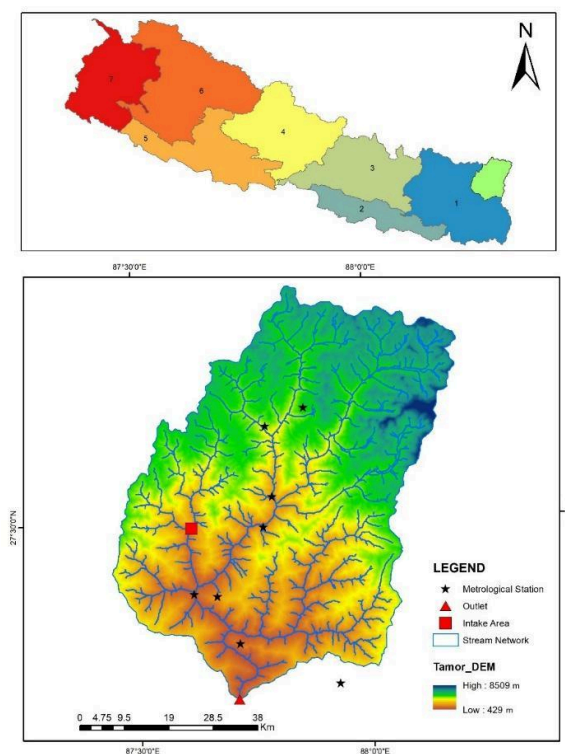 N
7
6
5
4
3
2
1
87°30'0"E 88°0'0"E
27°30'N
LEGEND
Metrological Station
Outlet
Intake Area
Stream Network
Tamor_DEM
High : 8509 m
Low : 429 m
0 4.75 9.5 19 28.5 38
Km
87°30'0"E 88°0'0"E